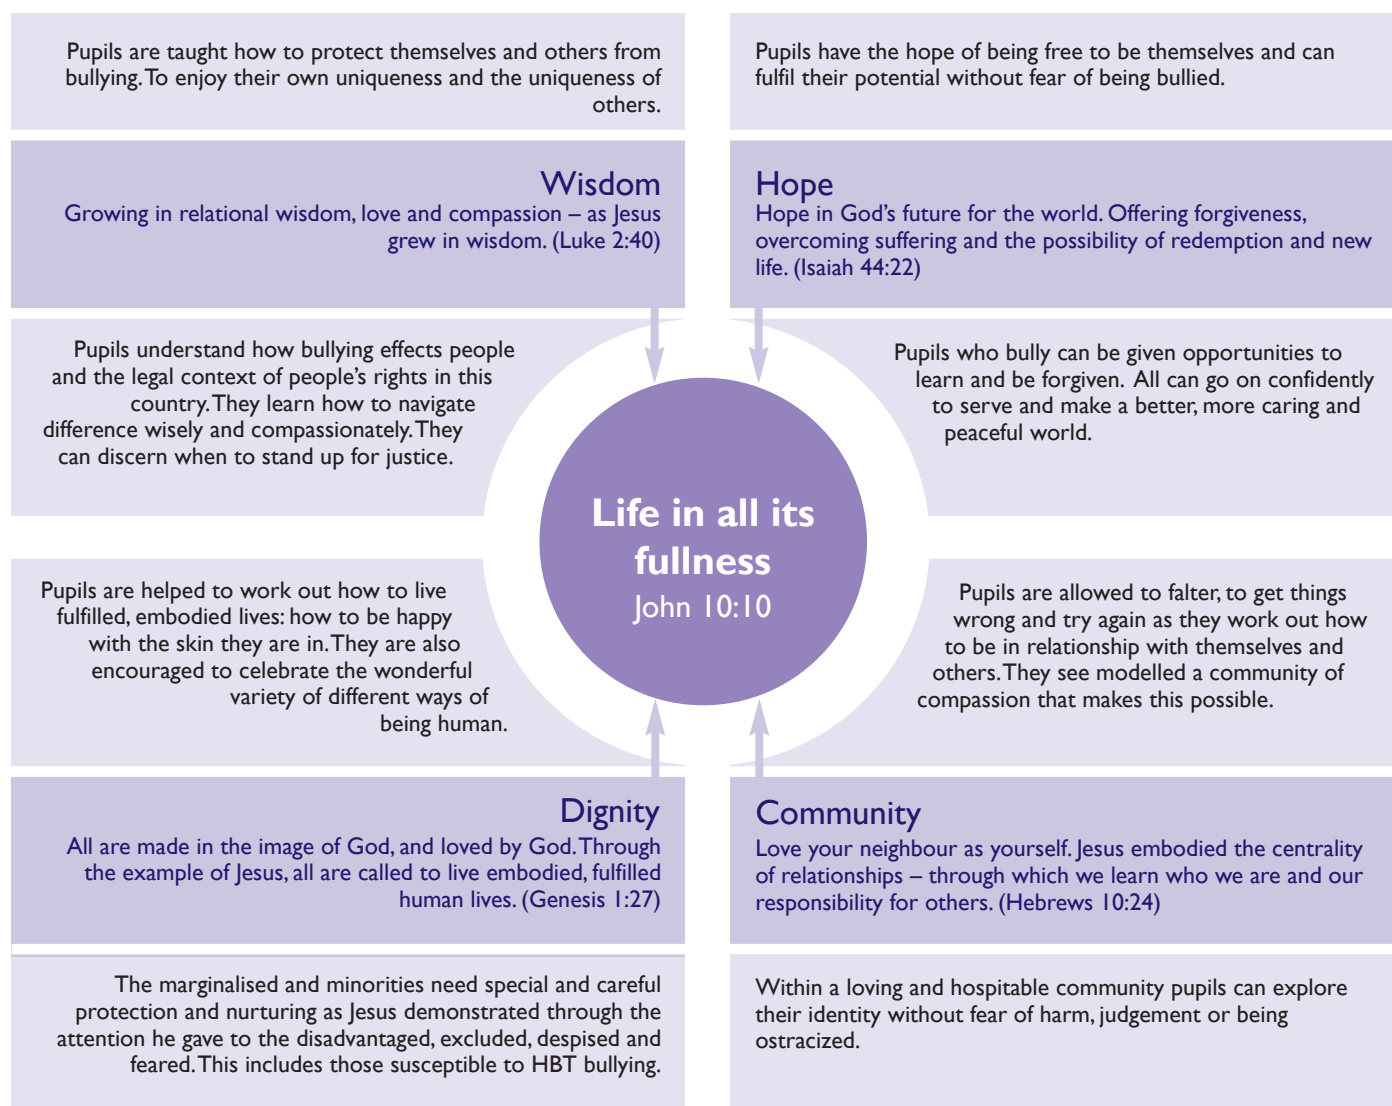 Pupils are taught how to protect themselves and others from
bullying. To enjoy their own uniqueness and the uniqueness of
others.
Wisdom
Growing in relational wisdom, love and compassion – as Jesus
grew in wisdom. (Luke 2:40)
Pupils understand how bullying effects people
and the legal context of people’s rights in this
country. They learn how to navigate
difference wisely and compassionately. They
can discern when to stand up for justice.
Pupils have the hope of being free to be themselves and can
fulfil their potential without fear of being bullied.
Hope
Hope in God’s future for the world. Offering forgiveness,
overcoming suffering and the possibility of redemption and new
life. (Isaiah 44:22)
Pupils who bully can be given opportunities to
learn and be forgiven. All can go on confidently
to serve and make a better, more caring and
peaceful world.
Life in all its
fullness
John 10:10
Pupils are helped to work out how to live
fulfilled, embodied lives: how to be happy
with the skin they are in. They are also
encouraged to celebrate the wonderful
variety of different ways of
being human.
Dignity
All are made in the image of God, and loved by God. Through
the example of Jesus, all are called to live embodied, fulfilled
human lives. (Genesis 1:27)
The marginalised and minorities need special and careful
protection and nurturing as Jesus demonstrated through the
attention he gave to the disadvantaged, excluded, despised and
feared. This includes those susceptible to HBT bullying.
Pupils are allowed to falter, to get things
wrong and try again as they work out how
to be in relationship with themselves and
others. They see modelled a community of
compassion that makes this possible.
Community
Love your neighbour as yourself. Jesus embodied the centrality
of relationships – through which we learn who we are and our
responsibility for others. (Hebrews 10:24)
Within a loving and hospitable community pupils can explore
their identity without fear of harm, judgement or being
ostracized.